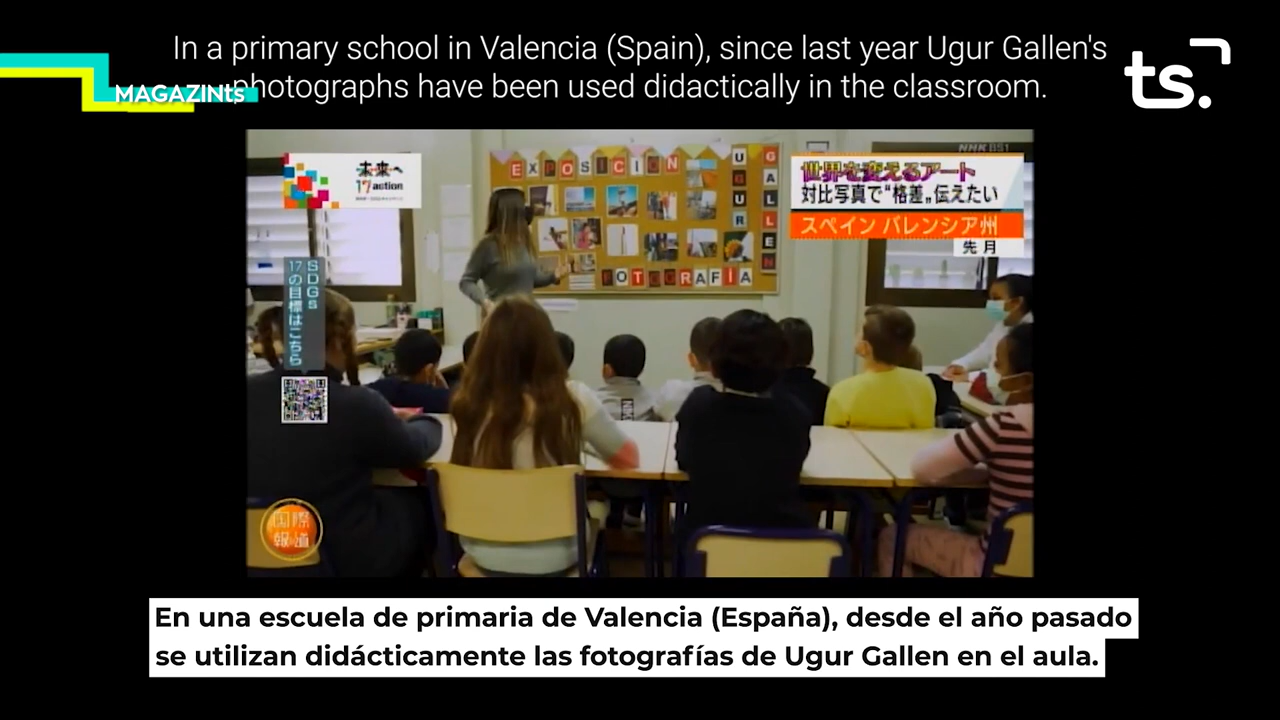 In a primary school in Valencia (Spain), since last year Ugur Gallen's
photographs have been used didactically in the classroom.
MAGAZINts
ts.
NHK BS1
未来へ
17action
世界を変えるアート
対比写真で“格差„伝えたい
スペイン バレンシア州
先月
SDGs
17の目標はこちら
EXPOSICIÓN
UGUR
GALLEN
FOTOGRAFÍA
国際
報道
En una escuela de primaria de Valencia (España), desde el año pasado
se utilizan didácticamente las fotografías de Ugur Gallen en el aula.